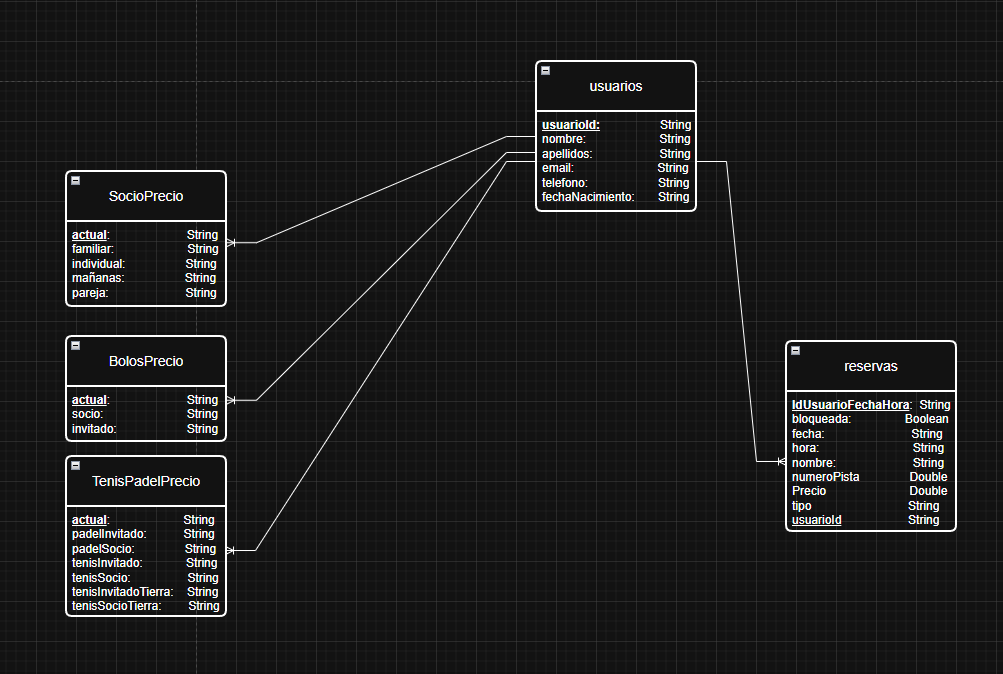 usuarios
usuarioId: String
nombre: String
apellidos: String
email: String
telefono: String
fechaNacimiento: String
SocioPrecio
actual: String
familiar: String
individual: String
mañanas: String
pareja: String
BolosPrecio
actual: String
socio: String
invitado: String
TenisPadelPrecio
actual: String
padelInvitado: String
padelSocio: String
tenisInvitado: String
tenisSocio: String
tenisInvitadoTierra: String
tenisSocioTierra: String
reservas
IdUsuarioFechaHora: String
bloqueada: Boolean
fecha: String
hora: String
nombre: String
numeroPista Double
Precio Double
tipo String
usuarioId String